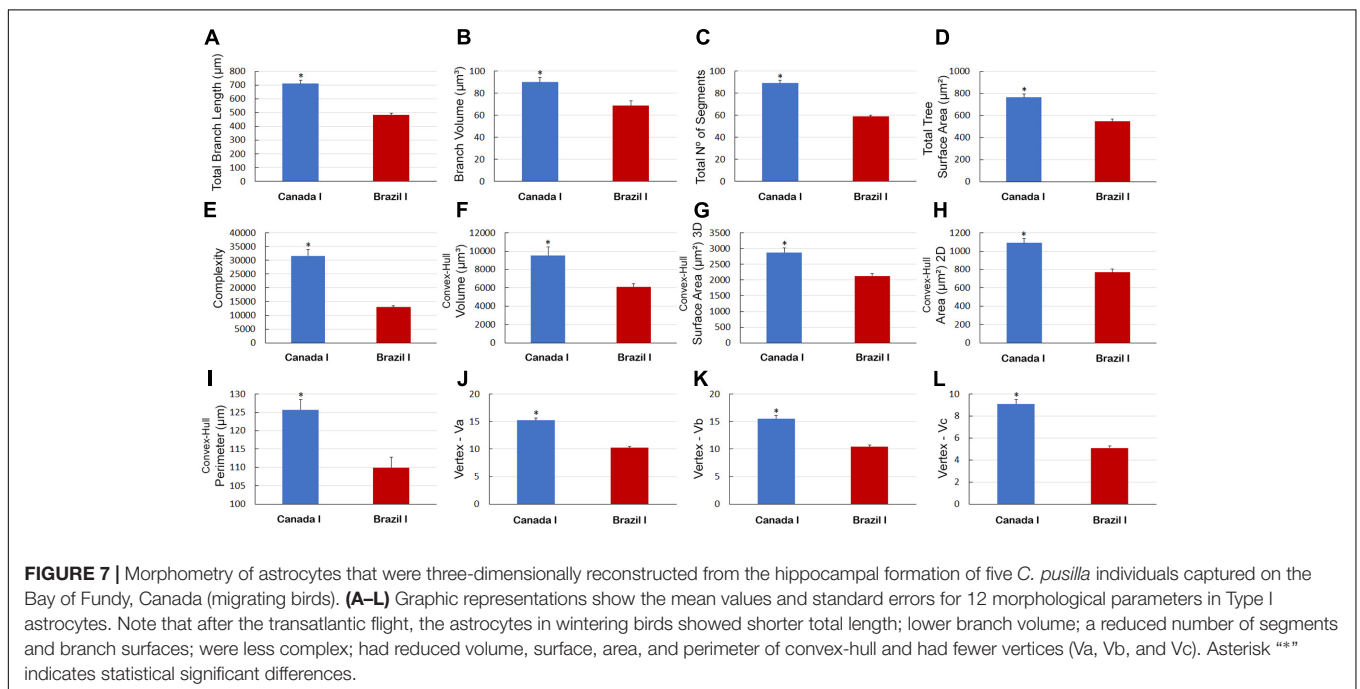 A
Total Branch Length (µm)
800
700
600
500
400
300
200
100
0
*
Canada I Brazil I
B
Branch Volume (µm³)
100
80
60
40
20
0
*
Canada I Brazil I
C
Total Nº of Segments
100
80
60
40
20
0
*
Canada I Brazil I
D
Total Tree
Surface Area (µm²)
1000
800
600
400
200
0
*
Canada I Brazil I
E
Complexity
40000
35000
30000
25000
20000
15000
10000
5000
0
*
Canada I Brazil I
F
Convex-Hull
Volume (µm³)
12000
10000
8000
6000
4000
2000
0
*
Canada I Brazil I
G
Convex-Hull
Surface Area (µm²) 3D
3500
3000
2500
2000
1500
1000
500
0
*
Canada I Brazil I
H
Convex-Hull
Area (µm²) 2D
1200
1000
800
600
400
200
0
*
Canada I Brazil I
I
Convex-Hull
Perimeter (µm)
130
125
120
115
110
105
100
*
Canada I Brazil I
J
Vertex - Va
20
15
10
5
0
*
Canada I Brazil I
K
Vertex - Vb
20
15
10
5
0
*
Canada I Brazil I
L
Vertex - Vc
10
8
6
4
2
0
*
Canada I Brazil I
FIGURE 7 | Morphometry of astrocytes that were three-dimensionally reconstructed from the hippocampal formation of five C. pusilla individuals captured on the
Bay of Fundy, Canada (migrating birds). (A–L) Graphic representations show the mean values and standard errors for 12 morphological parameters in Type I
astrocytes. Note that after the transatlantic flight, the astrocytes in wintering birds showed shorter total length; lower branch volume; a reduced number of segments
and branch surfaces; were less complex; had reduced volume, surface, area, and perimeter of convex-hull and had fewer vertices (Va, Vb, and Vc). Asterisk “*”
indicates statistical significant differences.